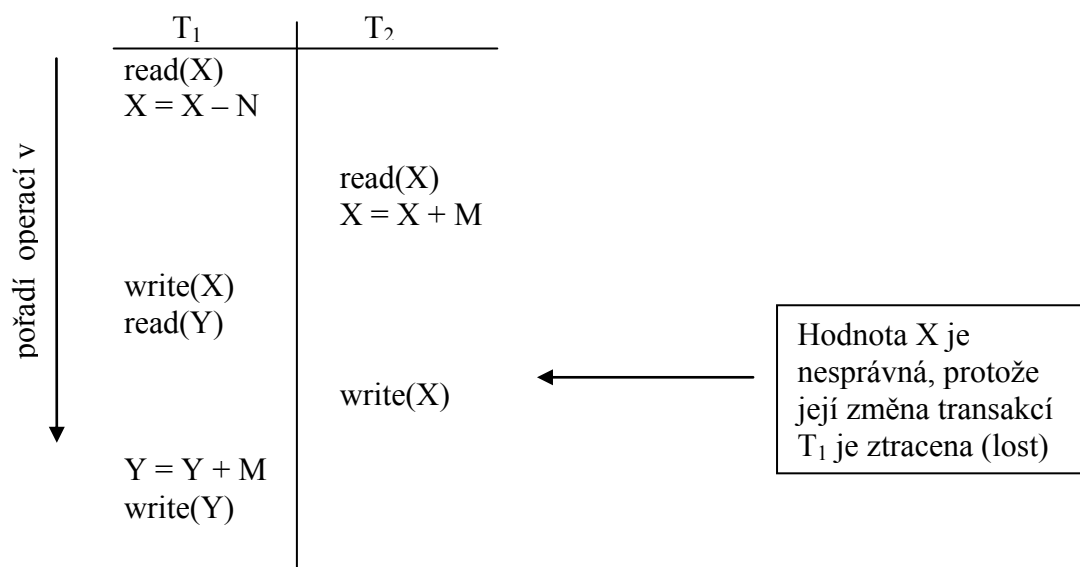 T₁ T₂
read(X)
X = X – N
read(X)
X = X + M
write(X)
read(Y)
write(X)
Y = Y + M
write(Y)
pořadí operací v
Hodnota X je
nesprávná, protože
její změna transakcí
T₁ je ztracena (lost)